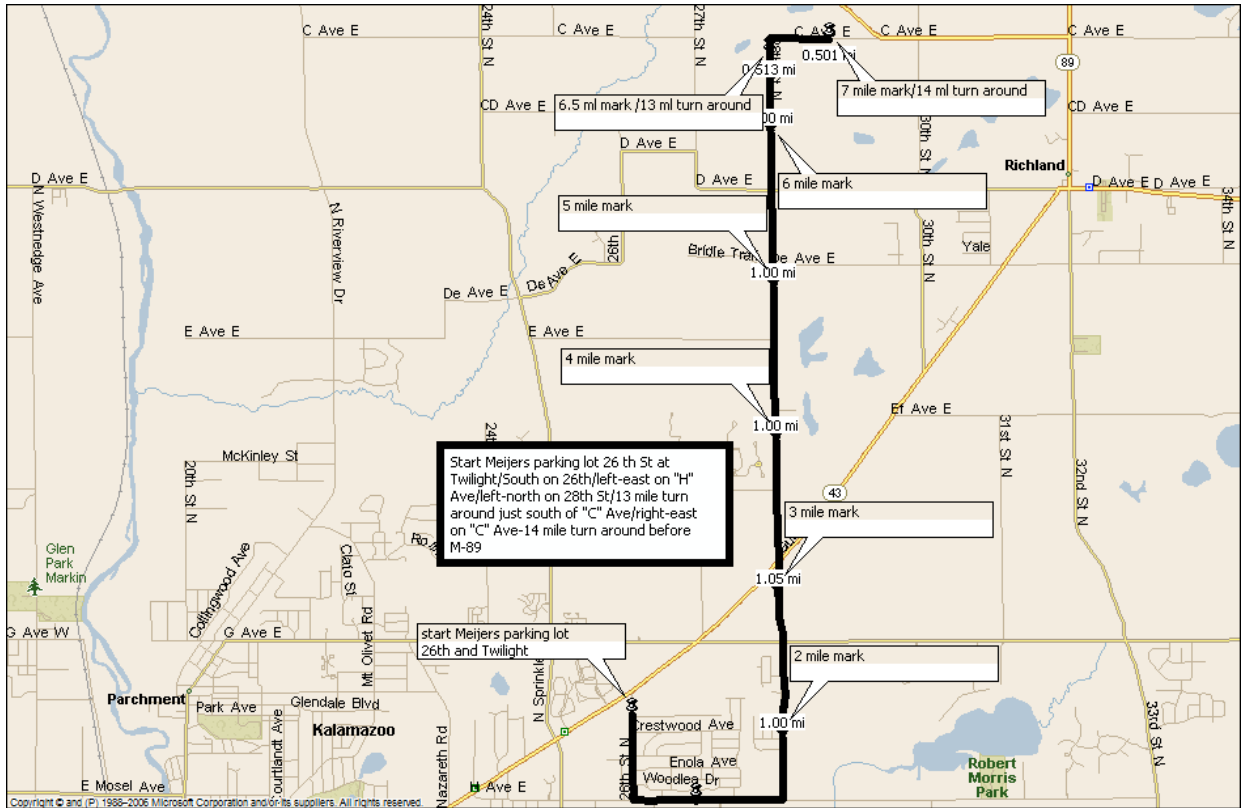 C Ave E
C Ave E
C Ave E
C Ave E
24th St N
27th St N
0.501 mi
0.513 mi
89
7 mile mark/14 ml turn around
6.5 ml mark /13 ml turn around
CD Ave E
CD Ave E
30th St N
D Ave E
Richland
D Ave E
D Ave E
D Ave E
D Ave E
D Ave E
6 mile mark
34th St N
N Westnedge Ave
N Riverview Dr
5 mile mark
30th St N
Yale
De Ave E
1.00 mi
De Ave E
De Ave E
E Ave E
E Ave E
4 mile mark
Ef Ave E
1.00 mi
31st St N
32nd St N
McKinley St
20th St N
Start Meijers parking lot 26 th St at
Twilight/South on 26th/left-east on "H"
Ave/left-north on 28th St/13 mile turn
around just south of "C" Ave/right-east
on "C" Ave-14 mile turn around before
M-89
43
3 mile mark
1.05 mi
Glen
Park
Markin
Collingwood Ave
Clato St
Mt Olivet Rd
G Ave W
G Ave E
start Meijers parking lot
26th and Twilight
2 mile mark
1.00 mi
Parchment
Park Ave
Glendale Blvd
Kalamazoo
Courtlandt Ave
Nazareth Rd
Crestwood Ave
Enola Ave
Woodlea Dr
26th St N
33rd St N
Robert
Morris
Park
E Mosel Ave
H Ave E
Copyright © and (P) 1988–2006 Microsoft Corporation and/or its suppliers. All rights reserved.